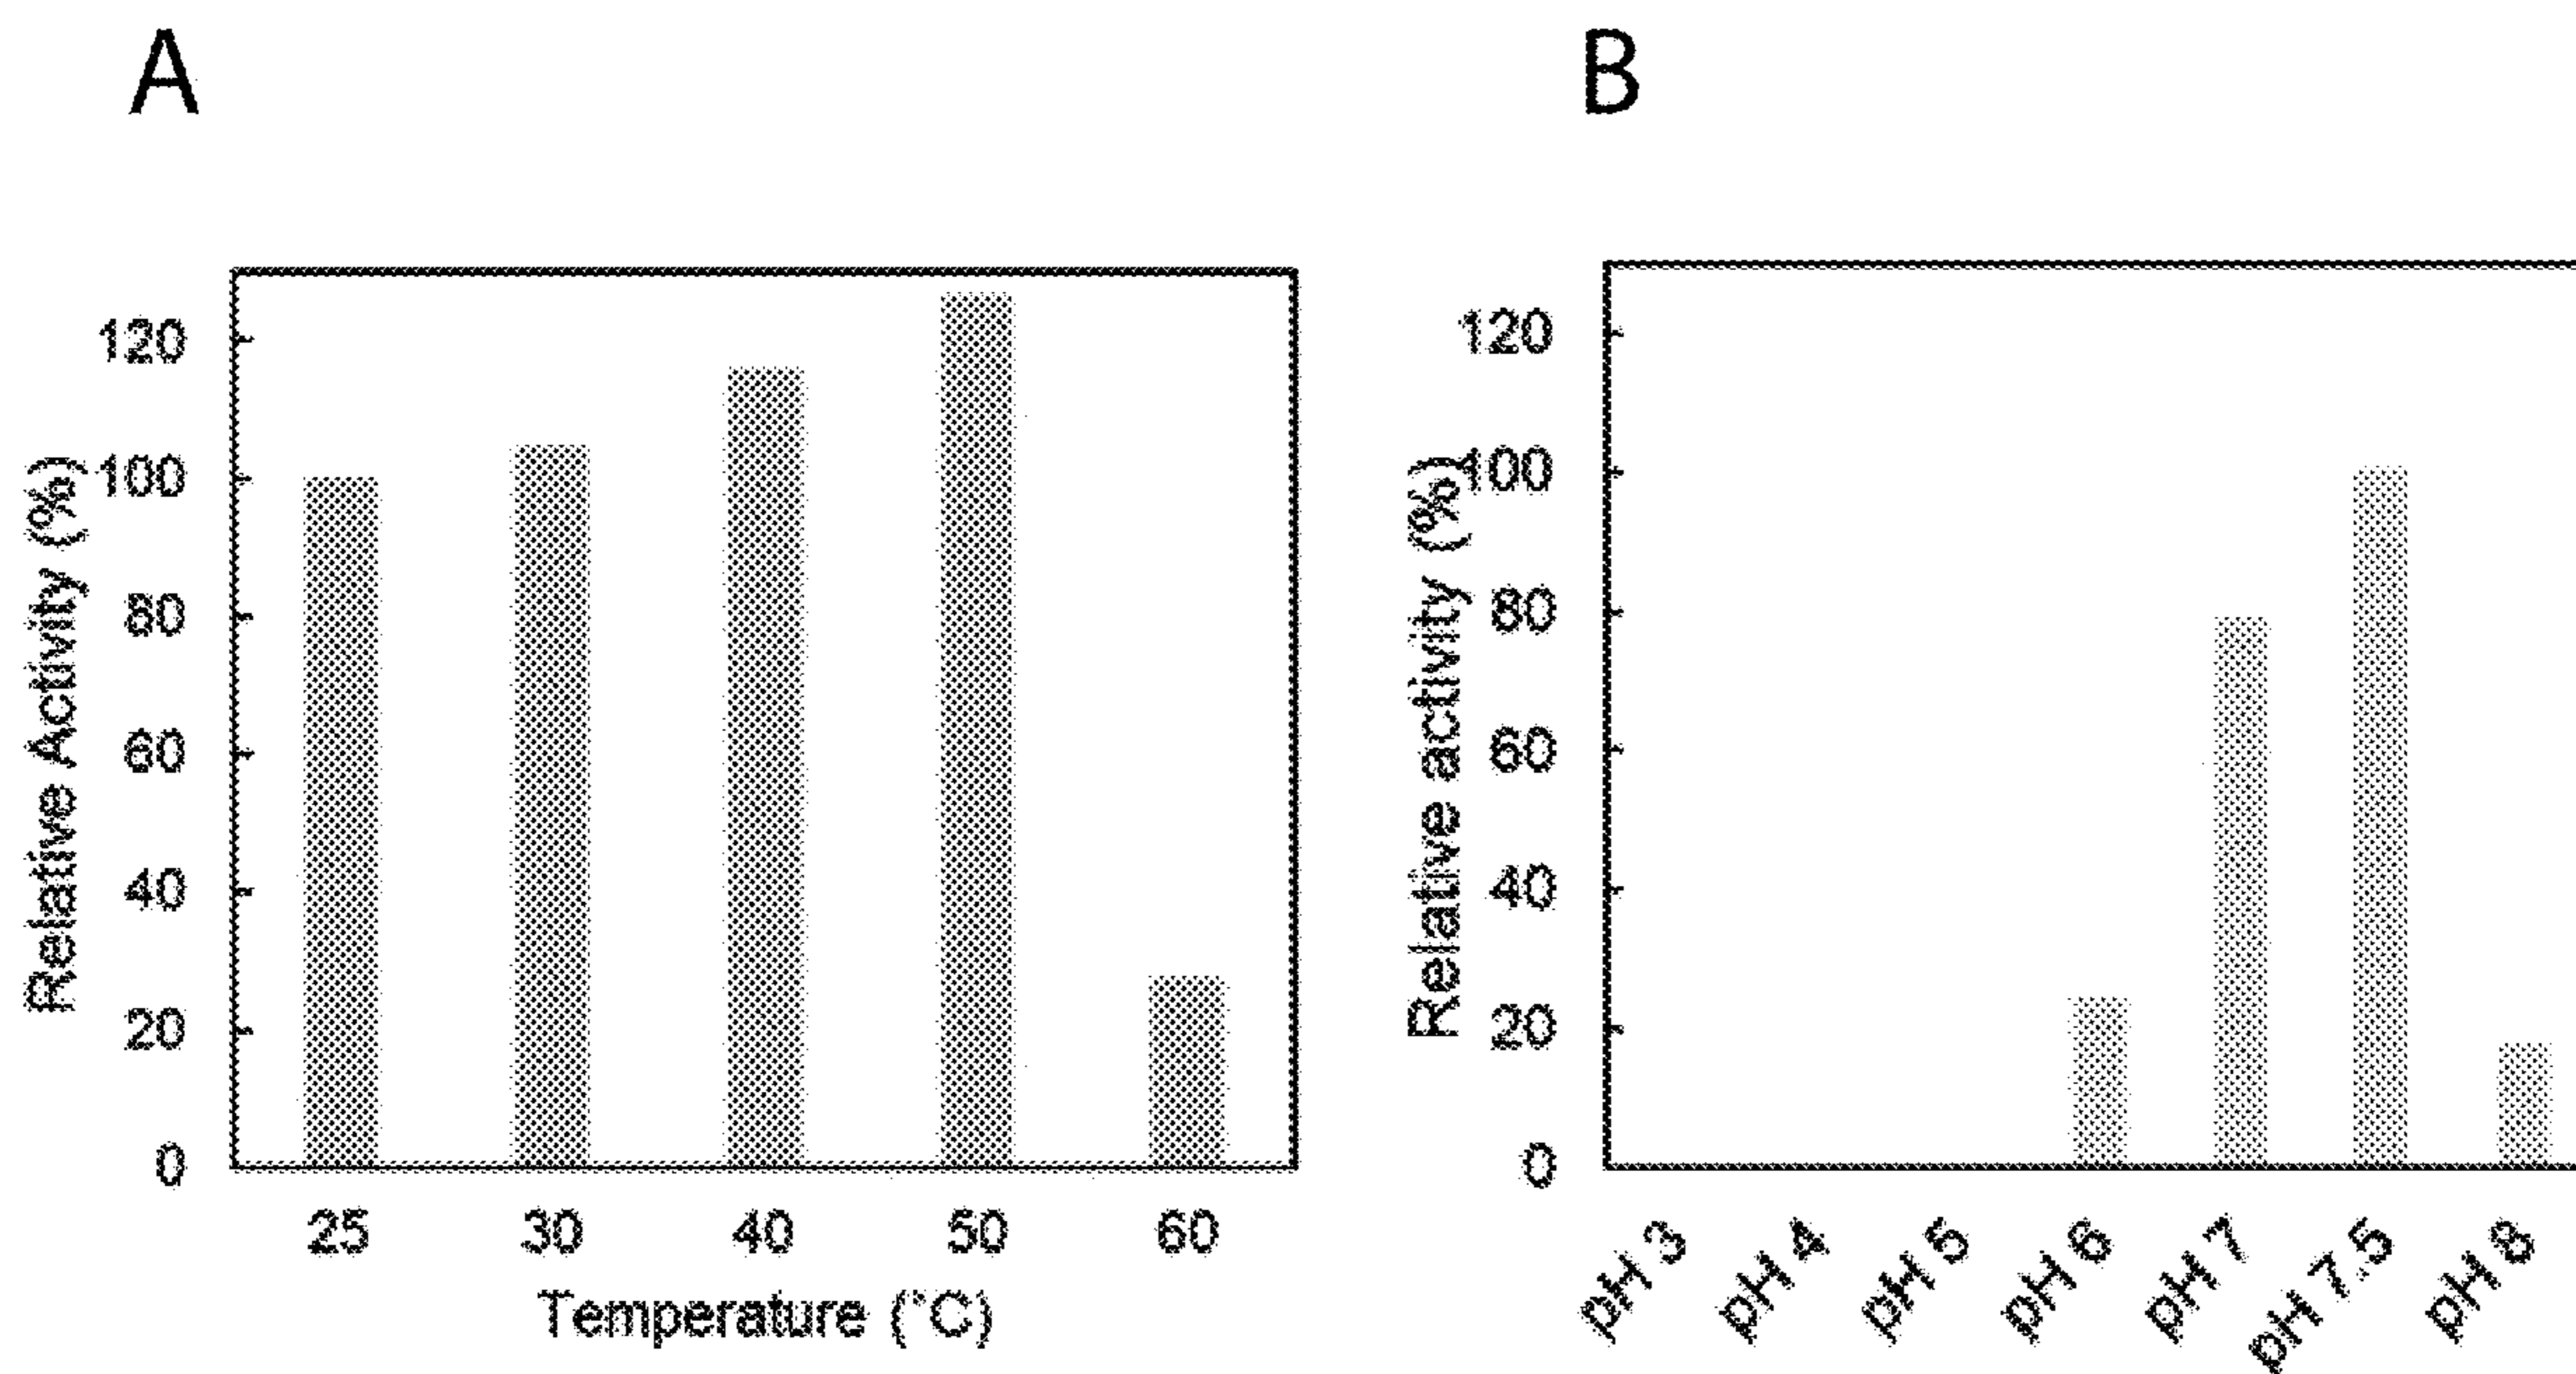 A
Relative Activity (%)
120
100
80
60
40
20
0
25 30 40 50 60
Temperature (°C)
B
Relative activity (%)
120
100
80
60
40
20
0
pH 3 pH 4 pH 5 pH 6 pH 7 pH 7.5 pH 8